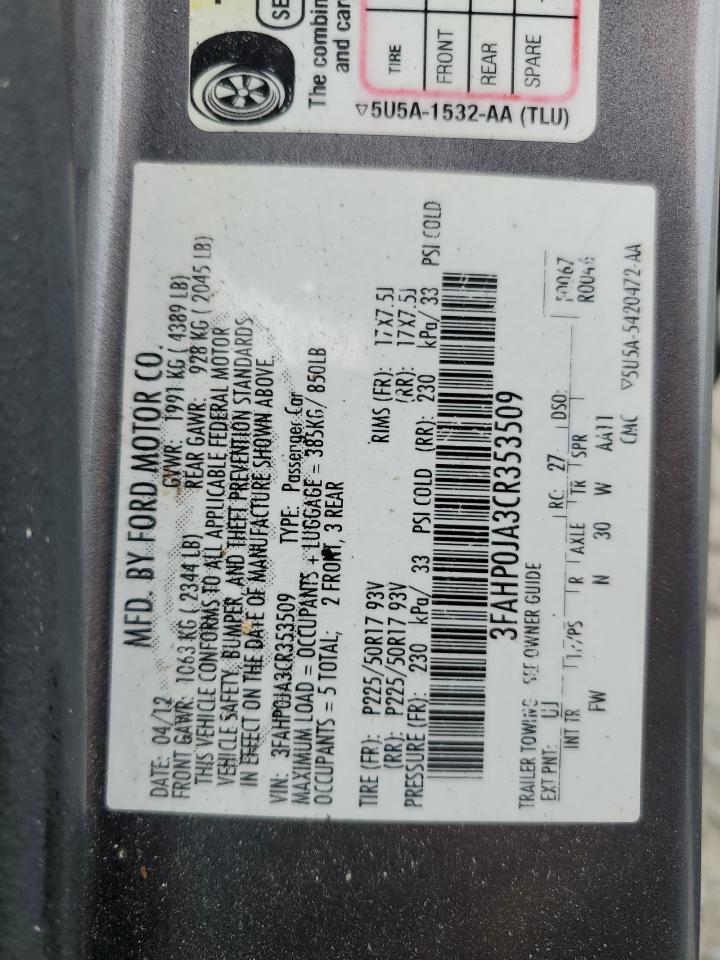 SE
The combin
and car
TIRE
FRONT
REAR
SPARE
▽5U5A-1532-AA (TLU)
MFD. BY FORD MOTOR CO.
DATE: 04/12 GVWR: 1991 KG ( 4389 LB)
FRONT GAWR: 1063 KG ( 2344 LB) REAR GAWR: 928 KG ( 2045 LB)
THIS VEHICLE CONFORMS TO ALL APPLICABLE FEDERAL MOTOR
VEHICLE SAFETY, BUMPER, AND THEFT PREVENTION STANDARDS
IN EFFECT ON THE DATE OF MANUFACTURE SHOWN ABOVE.
VIN: 3FAHP0JA3CR353509 TYPE: Passenger Car
MAXIMUM LOAD = OCCUPANTS + LUGGAGE = 385KG/ 850LB
OCCUPANTS = 5 TOTAL; 2 FRONT, 3 REAR
TIRE (FR): P225/50R17 93V RIMS (FR): 17X7.5J
(RR): P225/50R17 93V (RR): 17X7.5J
PRESSURE (FR): 230 kPa/ 33 PSI COLD (RR): 230 kPa/ 33 PSI COLD
3FAHP0JA3CR353509
TRAILER TOWING - SEE OWNER GUIDE
EXT PNT: UJ RC: 27 DSO:
INT TR TP/PS R AXLE TR SPR
FW N 30 W AA11
R0046
CMC ▽5U5A-5420472-AA